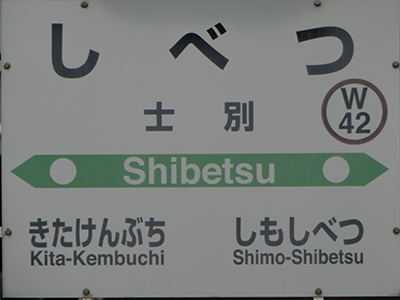 しべつ
士別
W
42
Shibetsu
きたけんぶち
Kita-Kembuchi
しもしべつ
Shimo-Shibetsu